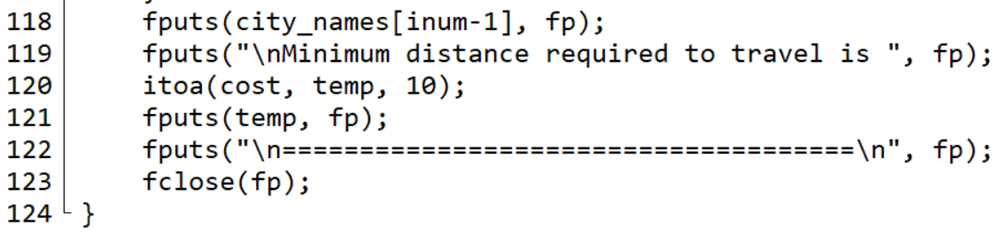 118 fputs(city_names[inum-1], fp);
119 fputs("\nMinimum distance required to travel is ", fp);
120 itoa(cost, temp, 10);
121 fputs(temp, fp);
122 fputs("\n=====================================\n", fp);
123 fclose(fp);
124 }